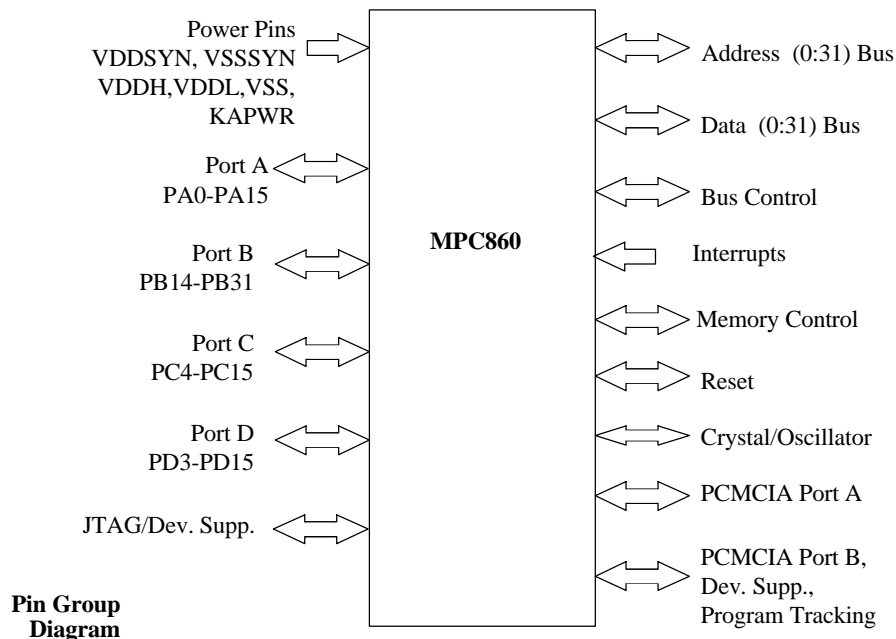 Power Pins
VDDSYN, VSSSYN
VDDH,VDDL,VSS,
KAPWR
Port A
PA0-PA15
Port B
PB14-PB31
Port C
PC4-PC15
Port D
PD3-PD15
JTAG/Dev. Supp.
Pin Group
Diagram
MPC860
Address (0:31) Bus
Data (0:31) Bus
Bus Control
Interrupts
Memory Control
Reset
Crystal/Oscillator
PCMCIA Port A
PCMCIA Port B,
Dev. Supp.,
Program Tracking